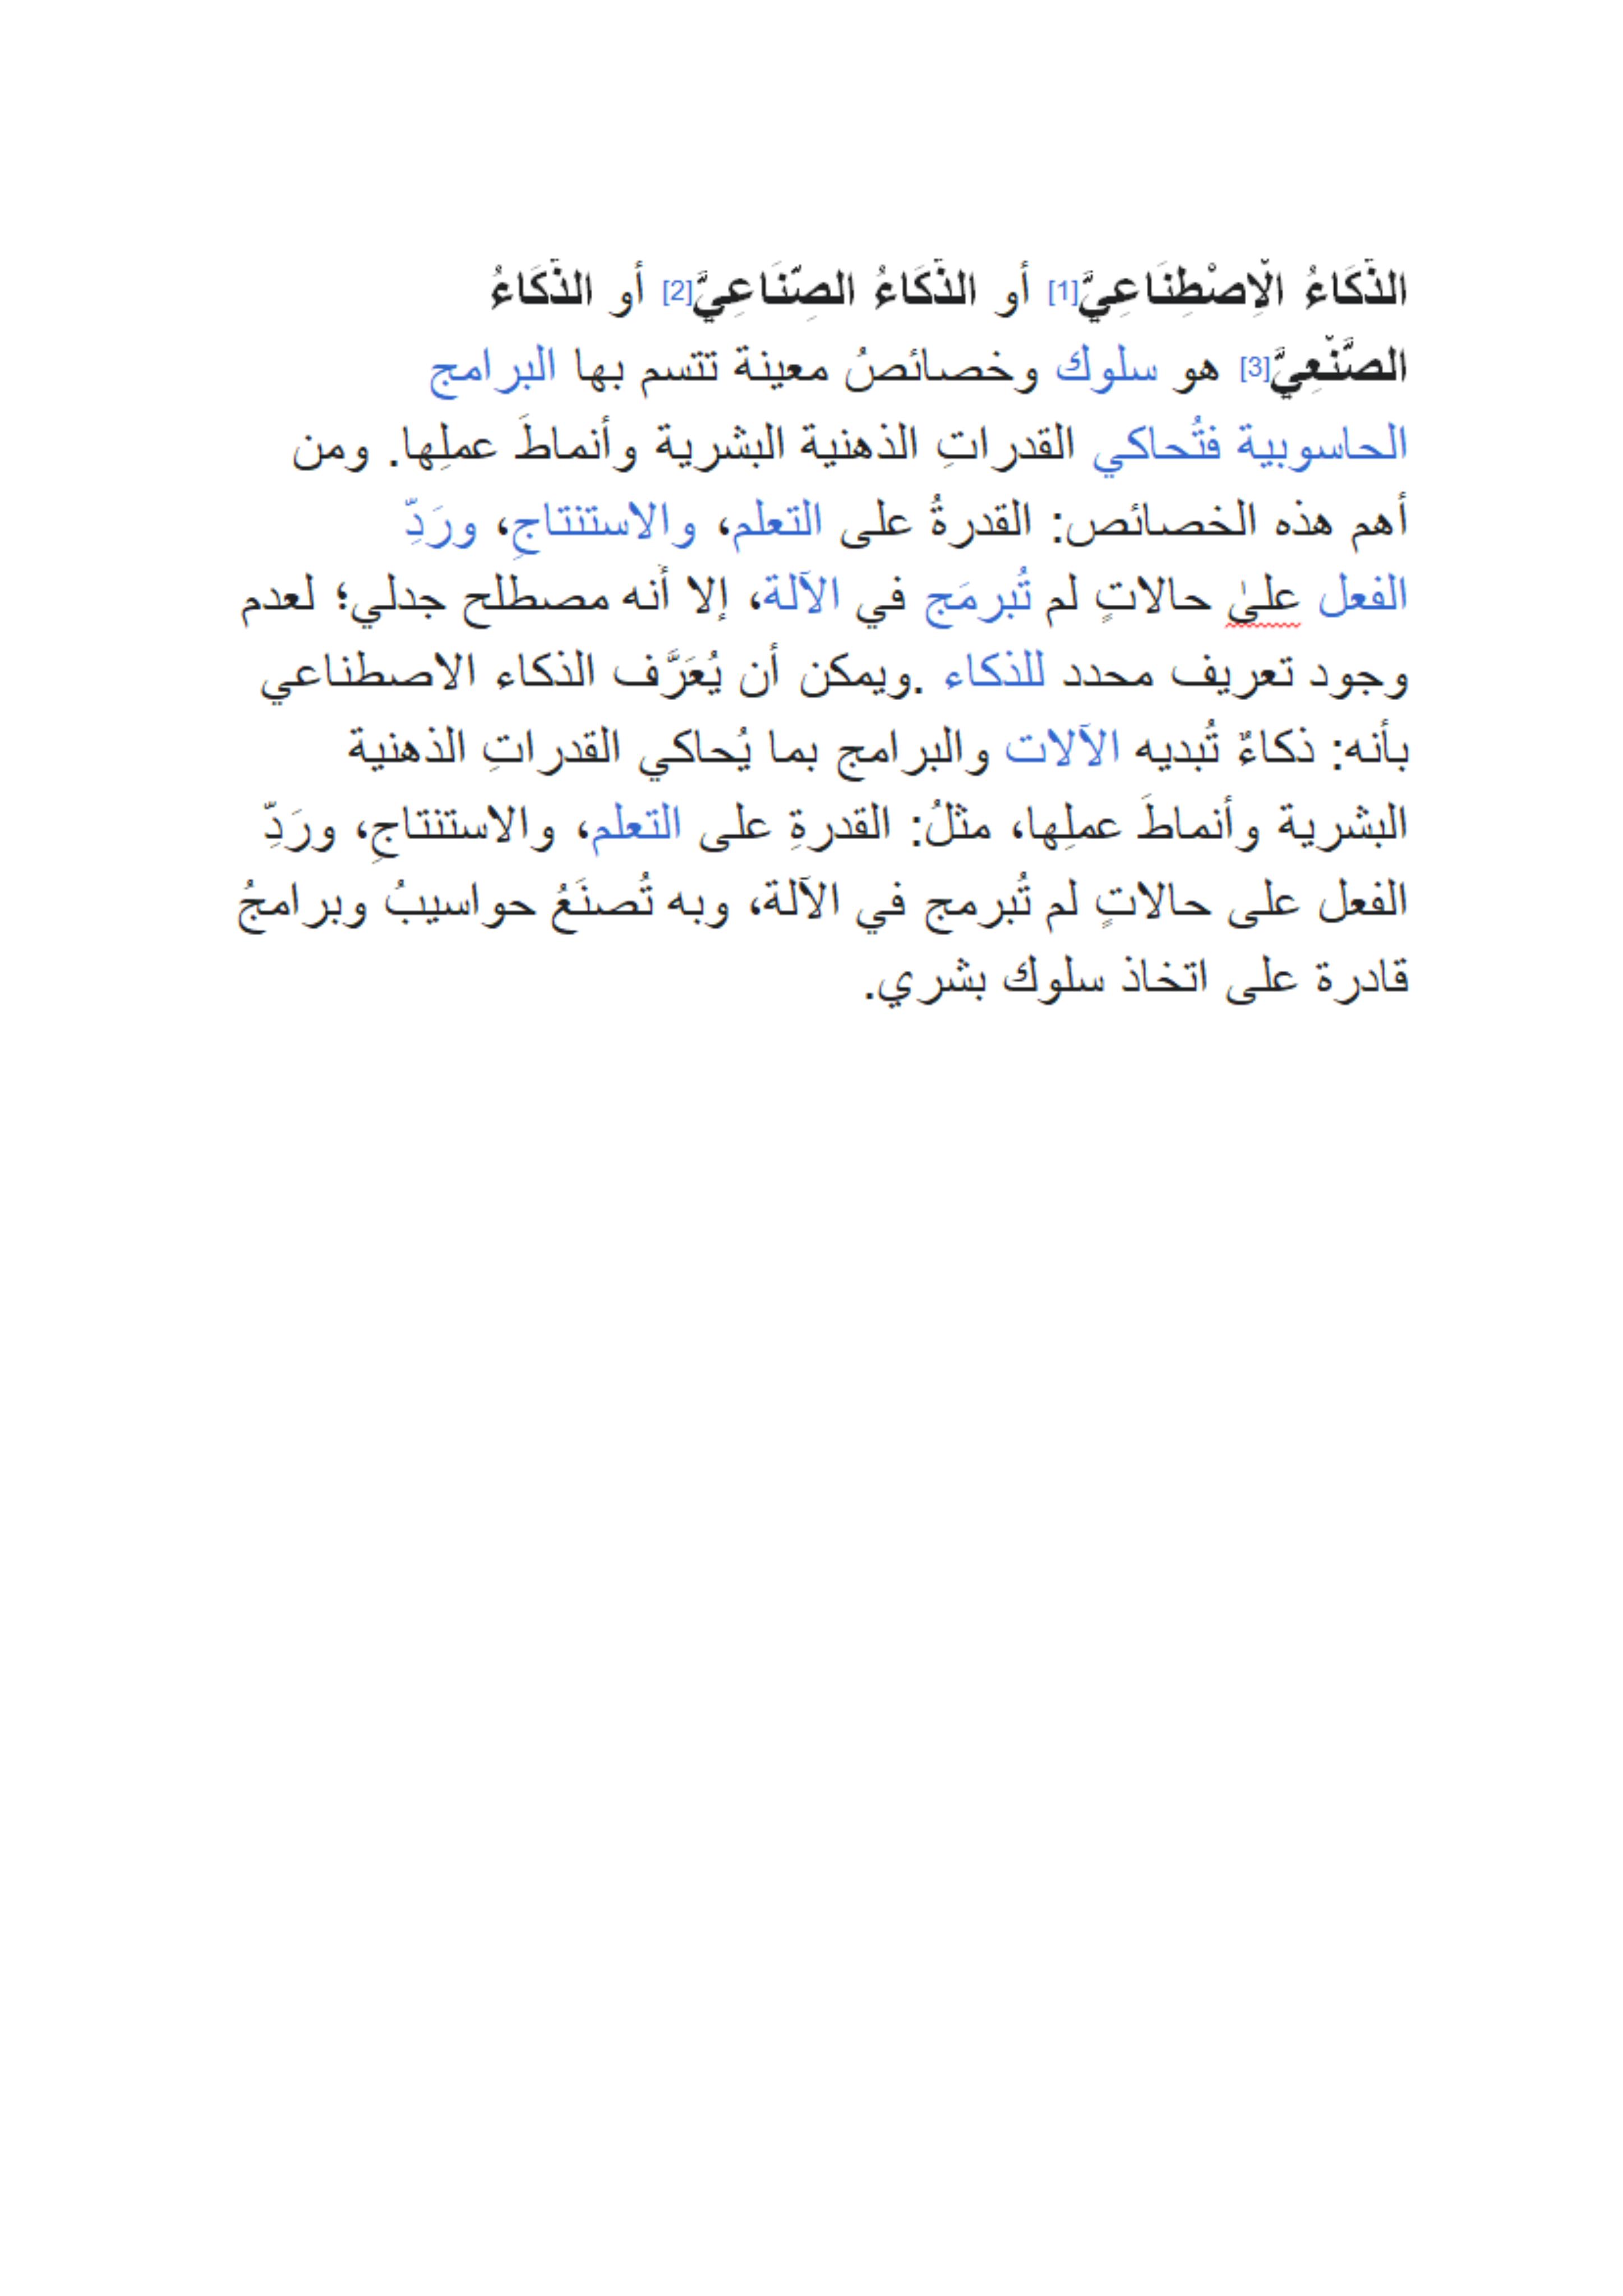 الذَّكَاءُ الْاِصْطِنَاعِيَّ[1] أو الذَّكَاءُ الصِّنَاعِيَّ[2] أو الذَّكَاءُ
الصَّنْعِيَّ[3] هو سلوك وخصائصُ معينة تتسم بها البرامج
الحاسوبية فتُحاكي القدراتِ الذهنية البشرية وأنماطَ عملِها. ومن
أهم هذه الخصائص: القدرةُ على التعلم، والاستنتاجِ، ورَدِّ
الفعل علىٰ حالاتٍ لم تُبرمَج في الآلة، إلا أنه مصطلح جدلي؛ لعدم
وجود تعريف محدد للذكاء .ويمكن أن يُعَرَّف الذكاء الاصطناعي
بأنه: ذكاءٌ تُبديه الآلات والبرامج بما يُحاكي القدراتِ الذهنية
البشرية وأنماطَ عملِها، مثلُ: القدرةِ على التعلم، والاستنتاجِ، ورَدِّ
الفعل على حالاتٍ لم تُبرمج في الآلة، وبه تُصنَعُ حواسيبُ وبرامجُ
قادرة على اتخاذ سلوك بشري.